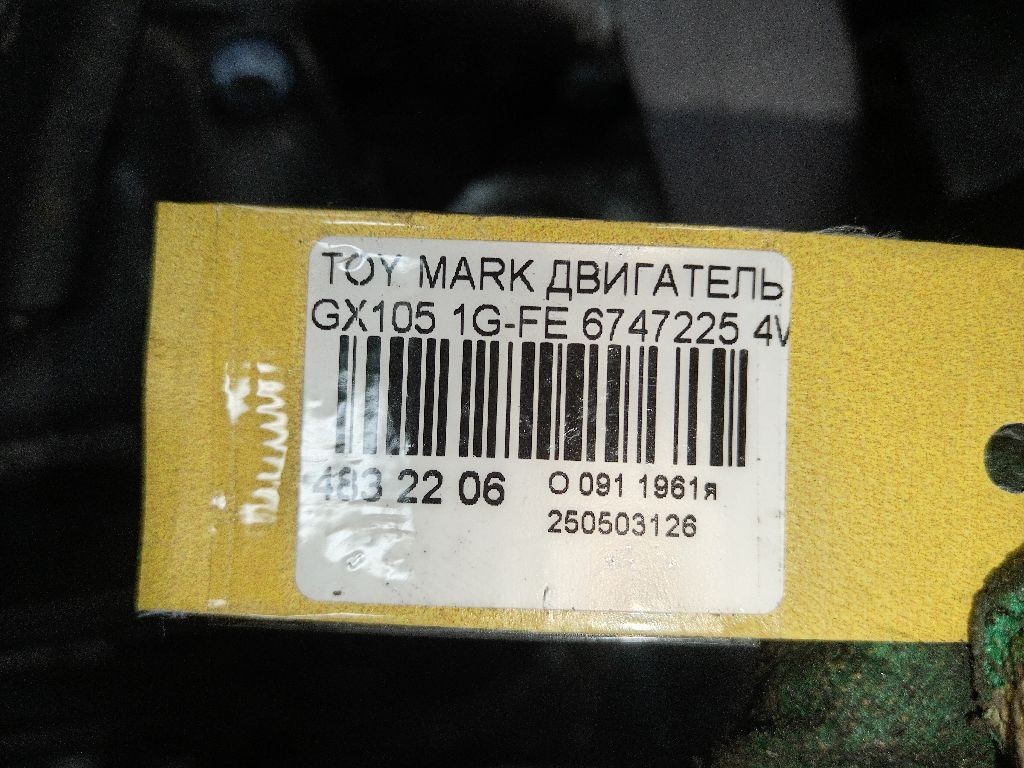 TOY MARK ДВИГАТЕЛЬ
GX105 1G-FE 6747225 4V
483 22 06
О 091 1961я
250503126